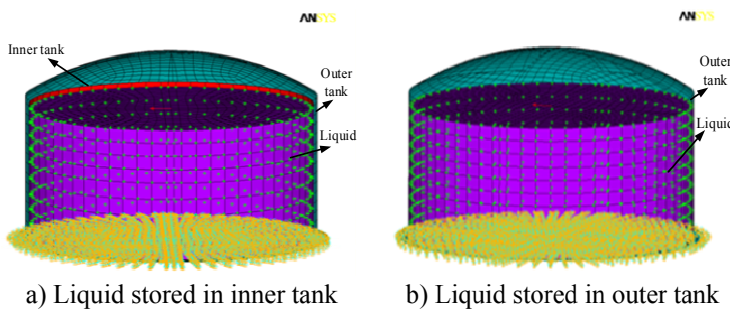 ANSYS
ANSYS
Inner tank
Outer
tank
Liquid
Outer
tank
Liquid
a) Liquid stored in inner tank
b) Liquid stored in outer tank